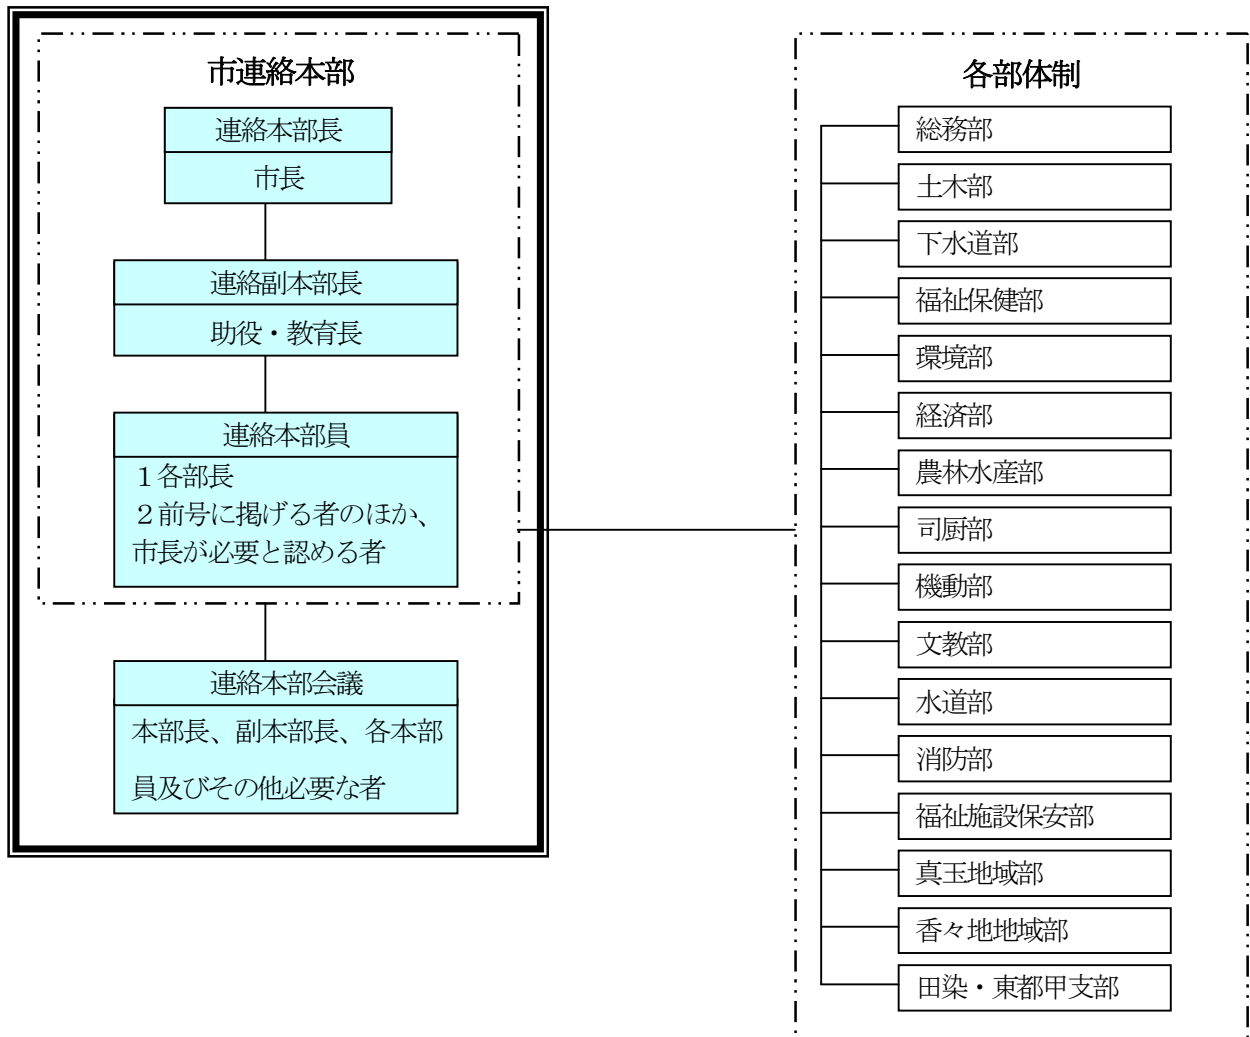 市連絡本部
連絡本部長
市長
連絡副本部長
助役・教育長
連絡本部員
１各部長
２前号に掲げる者のほか、
市長が必要と認める者
連絡本部会議
本部長、副本部長、各本部
員及びその他必要な者
各部体制
総務部
土木部
下水道部
福祉保健部
環境部
経済部
農林水産部
司厨部
機動部
文教部
水道部
消防部
福祉施設保安部
真玉地域部
香々地地域部
田染・東都甲支部